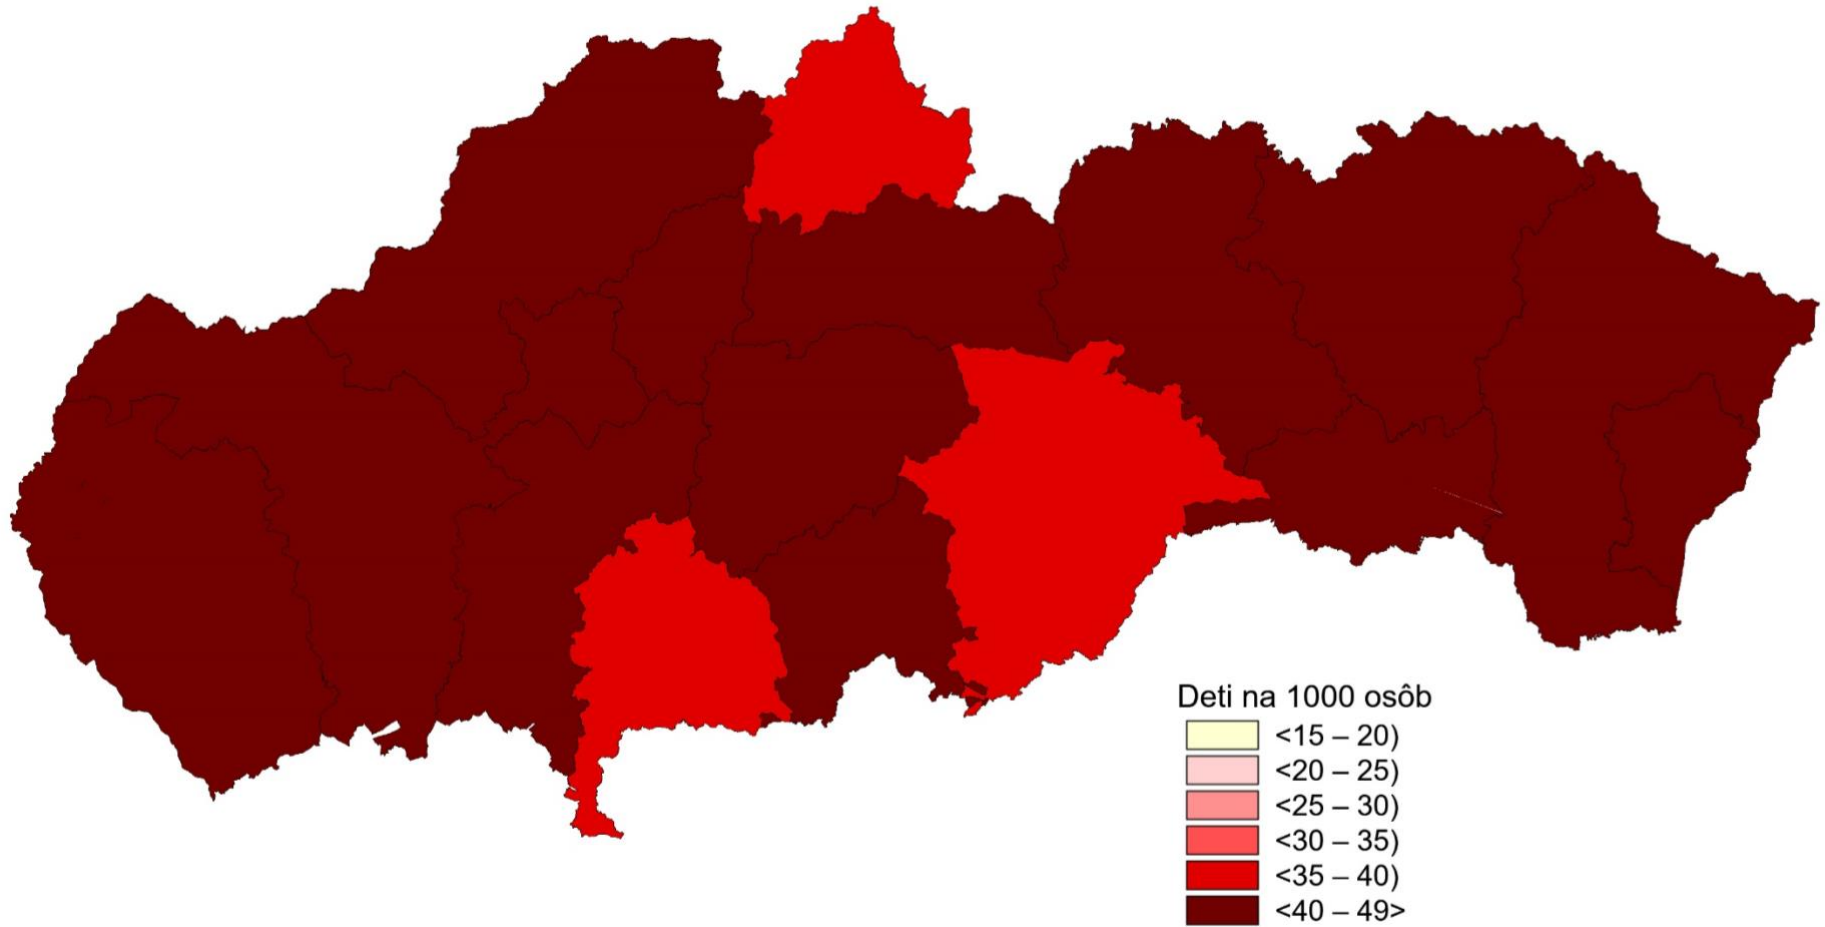 Deti na 1000 osôb
<15 – 20)
<20 – 25)
<25 – 30)
<30 – 35)
<35 – 40)
<40 – 49>